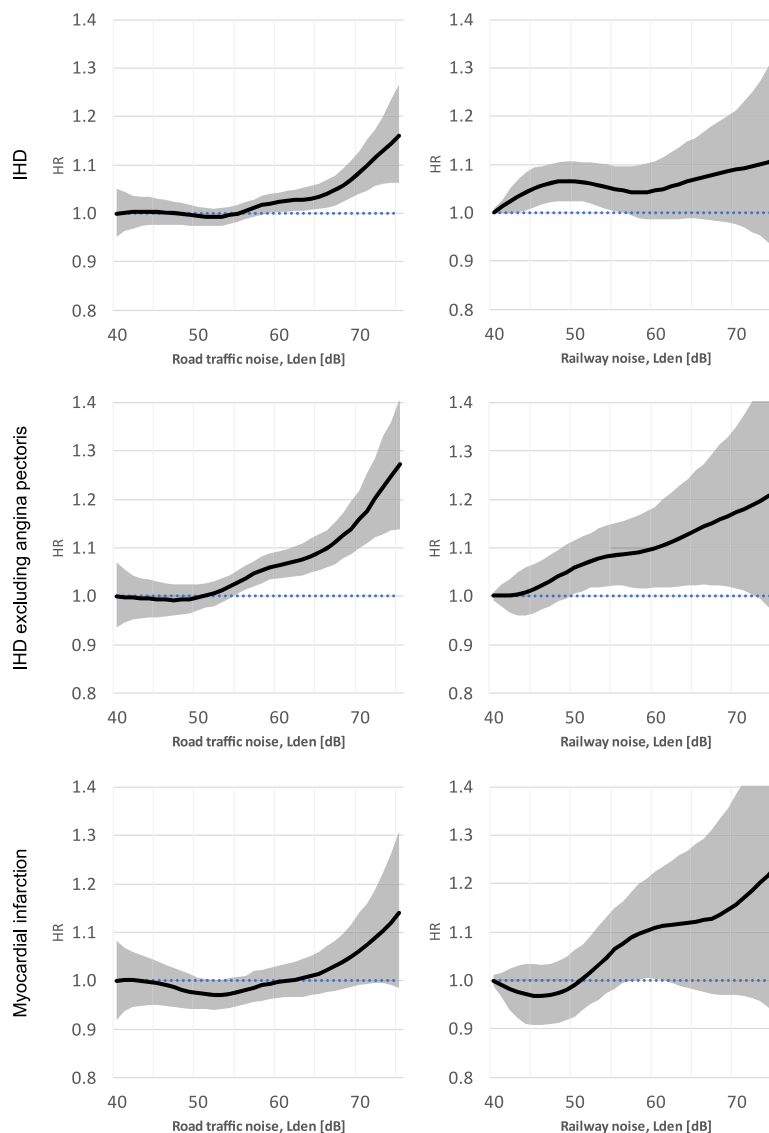 IHD
HR
1.4
1.3
1.2
1.1
1.0
0.9
0.8
40 50 60 70
Road traffic noise, Lden [dB]
HR
1.4
1.3
1.2
1.1
1.0
0.9
0.8
40 50 60 70
Railway noise, Lden [dB]
IHD excluding angina pectoris
HR
1.4
1.3
1.2
1.1
1.0
0.9
0.8
40 50 60 70
Road traffic noise, Lden [dB]
HR
1.4
1.3
1.2
1.1
1.0
0.9
0.8
40 50 60 70
Railway noise, Lden [dB]
Myocardial infarction
HR
1.4
1.3
1.2
1.1
1.0
0.9
0.8
40 50 60 70
Road traffic noise, Lden [dB]
HR
1.4
1.3
1.2
1.1
1.0
0.9
0.8
40 50 60 70
Railway noise, Lden [dB]